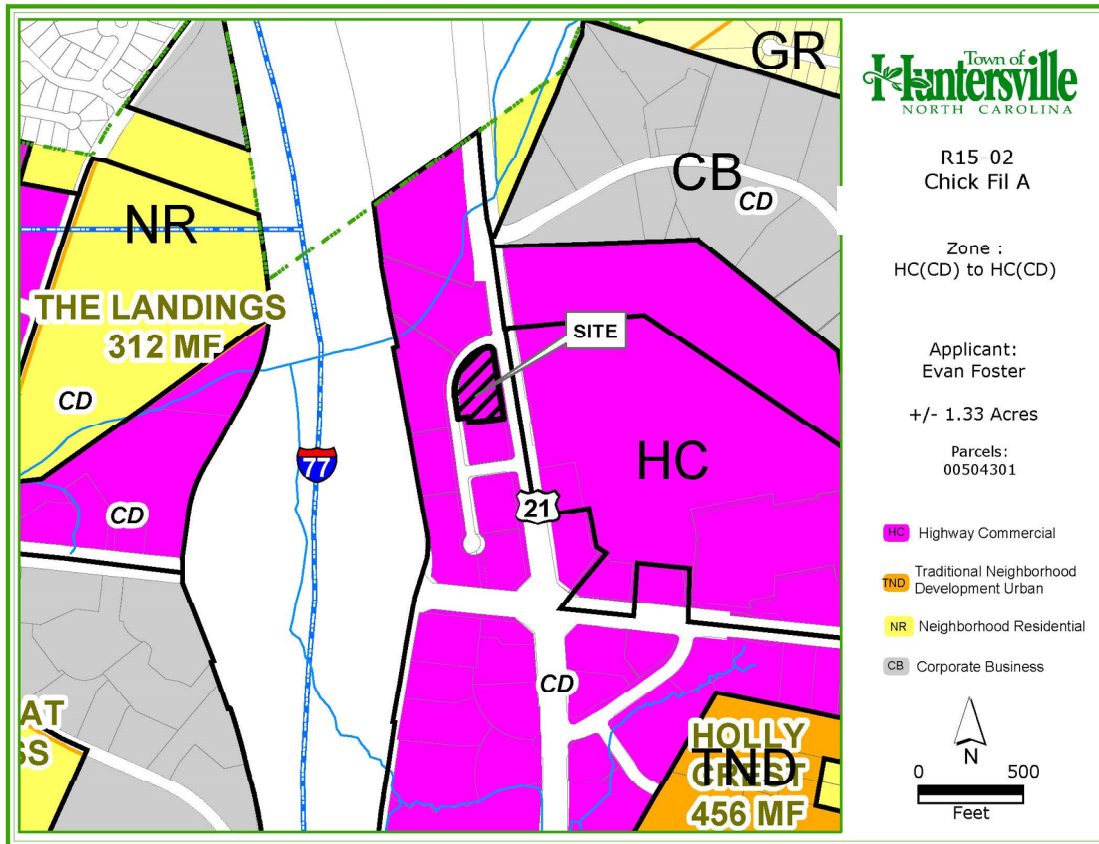 GR
CB
CD
NR
THE LANDINGS
312 MF
CD
SITE
HC
77
21
CD
CD
AT
SS
HOLLY
CREST
TND
456 MF
Town of
Huntersville
NORTH CAROLINA
R15 02
Chick Fil A
Zone :
HC(CD) to HC(CD)
Applicant:
Evan Foster
+/- 1.33 Acres
Parcels:
00504301
HC Highway Commercial
TND Traditional Neighborhood
Development Urban
NR Neighborhood Residential
CB Corporate Business
N
0 500
Feet